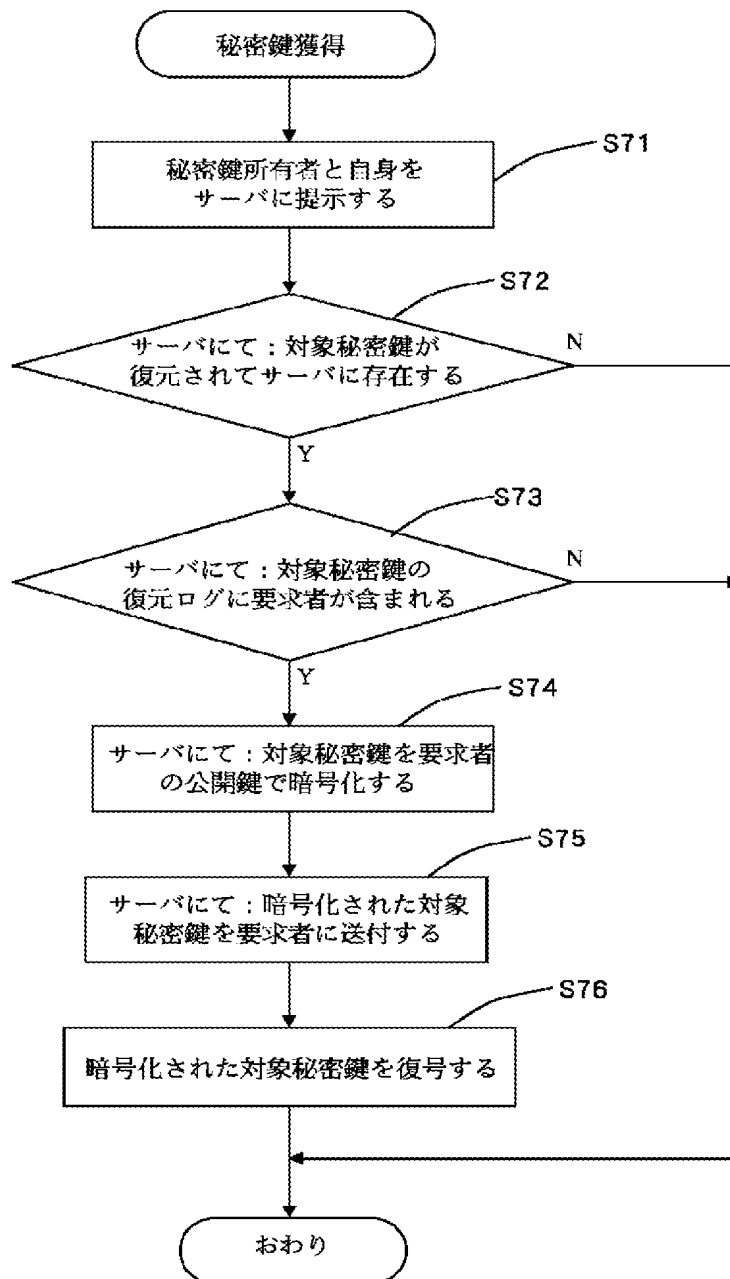 秘密鍵獲得
S71
秘密鍵所有者と自身を
サーバに提示する
S72
サーバにて：対象秘密鍵が
復元されてサーバに存在する
N
Y
S73
サーバにて：対象秘密鍵の
復元ログに要求者が含まれる
N
Y
S74
サーバにて：対象秘密鍵を要求者
の公開鍵で暗号化する
S75
サーバにて：暗号化された対象
秘密鍵を要求者に送付する
S76
暗号化された対象秘密鍵を復号する
おわり